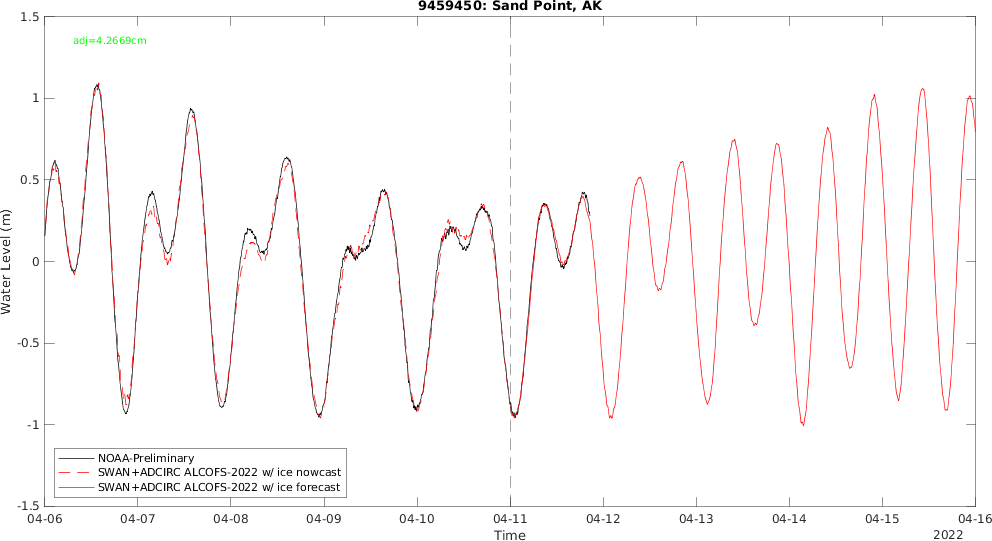 9459450: Sand Point, AK
adj=4.2669cm
1.5
1
0.5
0
-0.5
-1
-1.5
Water Level (m)
NOAA-Preliminary
SWAN+ADCIRC ALCOFS-2022 w/ ice nowcast
SWAN+ADCIRC ALCOFS-2022 w/ ice forecast
04-06 04-07 04-08 04-09 04-10 04-11 04-12 04-13 04-14 04-15 04-16
Time
2022